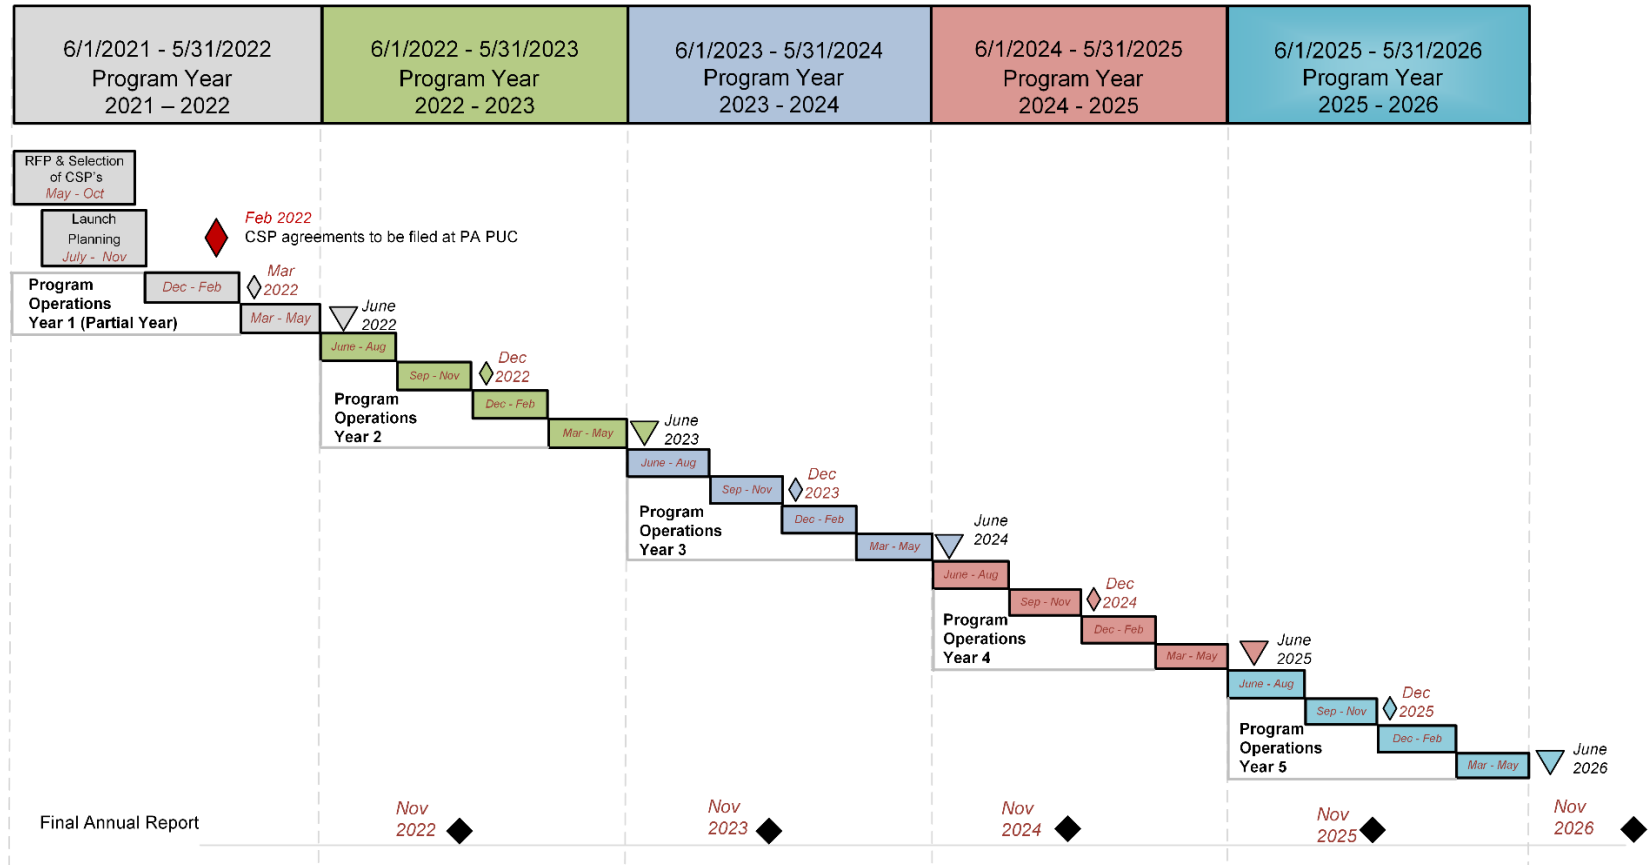 6/1/2021 - 5/31/2022
Program Year
2021 – 2022
6/1/2022 - 5/31/2023
Program Year
2022 - 2023
6/1/2023 - 5/31/2024
Program Year
2023 - 2024
6/1/2024 - 5/31/2025
Program Year
2024 - 2025
6/1/2025 - 5/31/2026
Program Year
2025 - 2026
RFP & Selection
of CSP's
May - Oct
Launch
Planning
July - Nov
Feb 2022
CSP agreements to be filed at PA PUC
Program
Operations
Year 1 (Partial Year)
Dec - Feb
Mar
2022
Mar - May
June
2022
June - Aug
Sep - Nov
Dec
2022
Dec - Feb
Program
Operations
Year 2
Mar - May
June
2023
June - Aug
Sep - Nov
Dec
2023
Dec - Feb
Program
Operations
Year 3
Mar - May
June
2024
June - Aug
Sep - Nov
Dec
2024
Dec - Feb
Program
Operations
Year 4
Mar - May
June
2025
June - Aug
Sep - Nov
Dec
2025
Dec - Feb
Program
Operations
Year 5
Mar - May
June
2026
Final Annual Report
Nov
2022
Nov
2023
Nov
2024
Nov
2025
Nov
2026